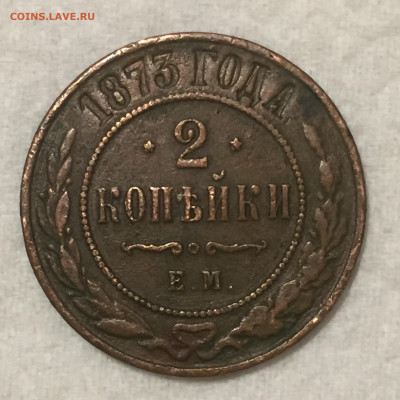 COINS.LAVE.RU
1873 ГОДА
· 2 ·
КОПѢЙКИ
Е.М.